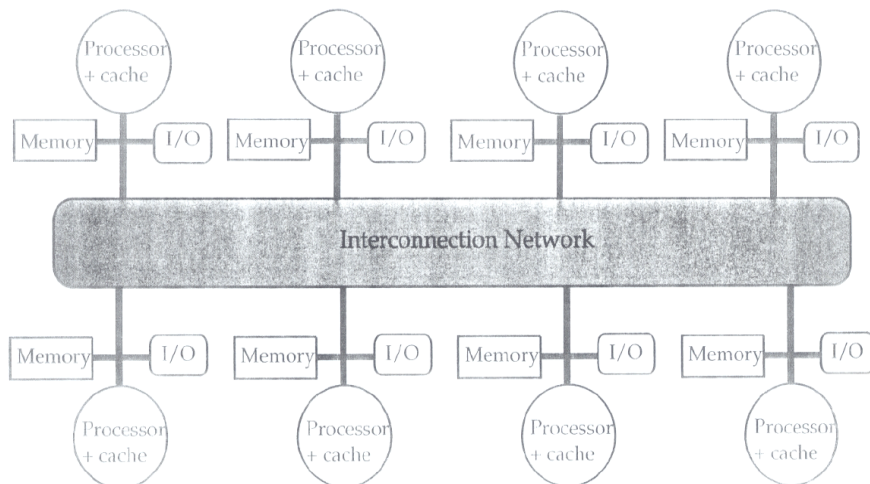 Processor
+ cache
Processor
+ cache
Processor
+ cache
Processor
+ cache
Memory
I/O
Memory
I/O
Memory
I/O
Memory
I/O
Interconnection Network
Memory
I/O
Memory
I/O
Memory
I/O
Memory
I/O
Processor
+ cache
Processor
+ cache
Processor
+ cache
Processor
+ cache